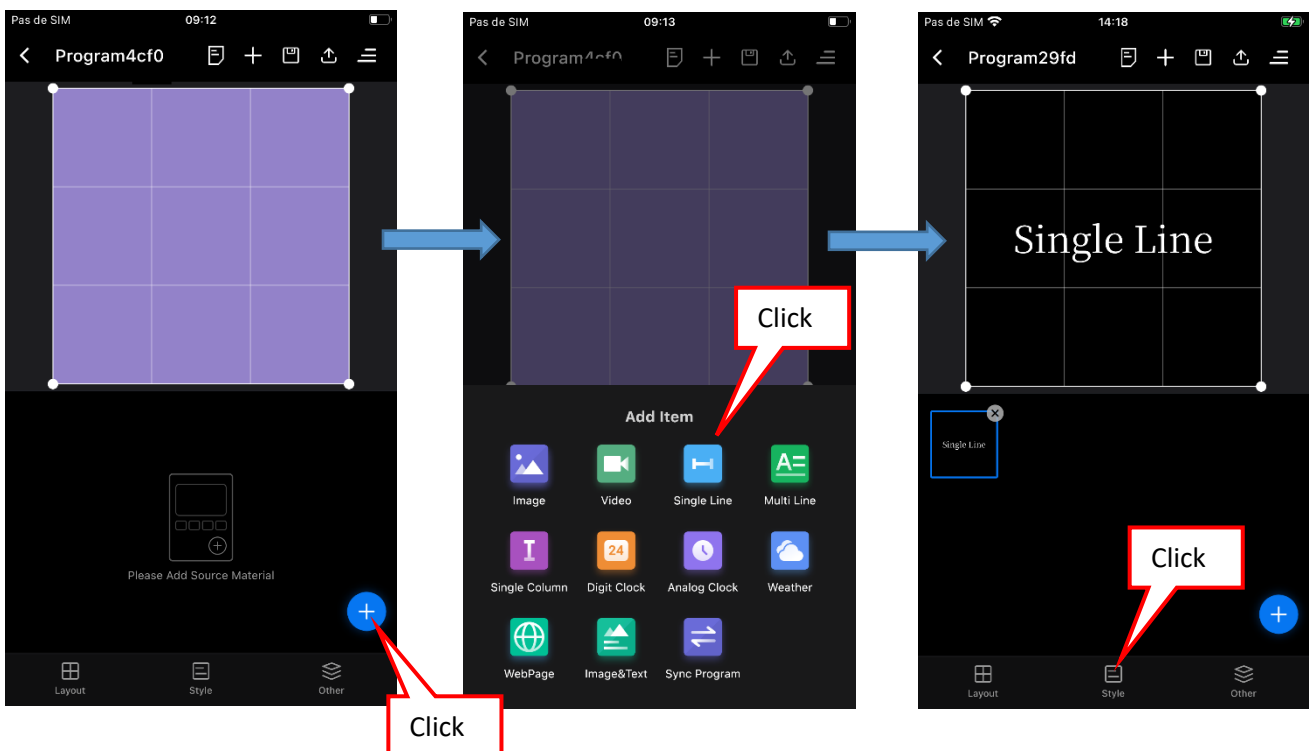 Pas de SIM 09:12
Program4cf0
Please Add Source Material
Layout Style Other
Click
Pas de SIM 09:13
Program4cf0
Click
Add Item
Image Video Single Line Multi Line
Single Column Digit Clock Analog Clock Weather
WebPage Image&Text Sync Program
24
Pas de SIM 14:18
Program29fd
Single Line
Single Line
Click
Layout Style Other